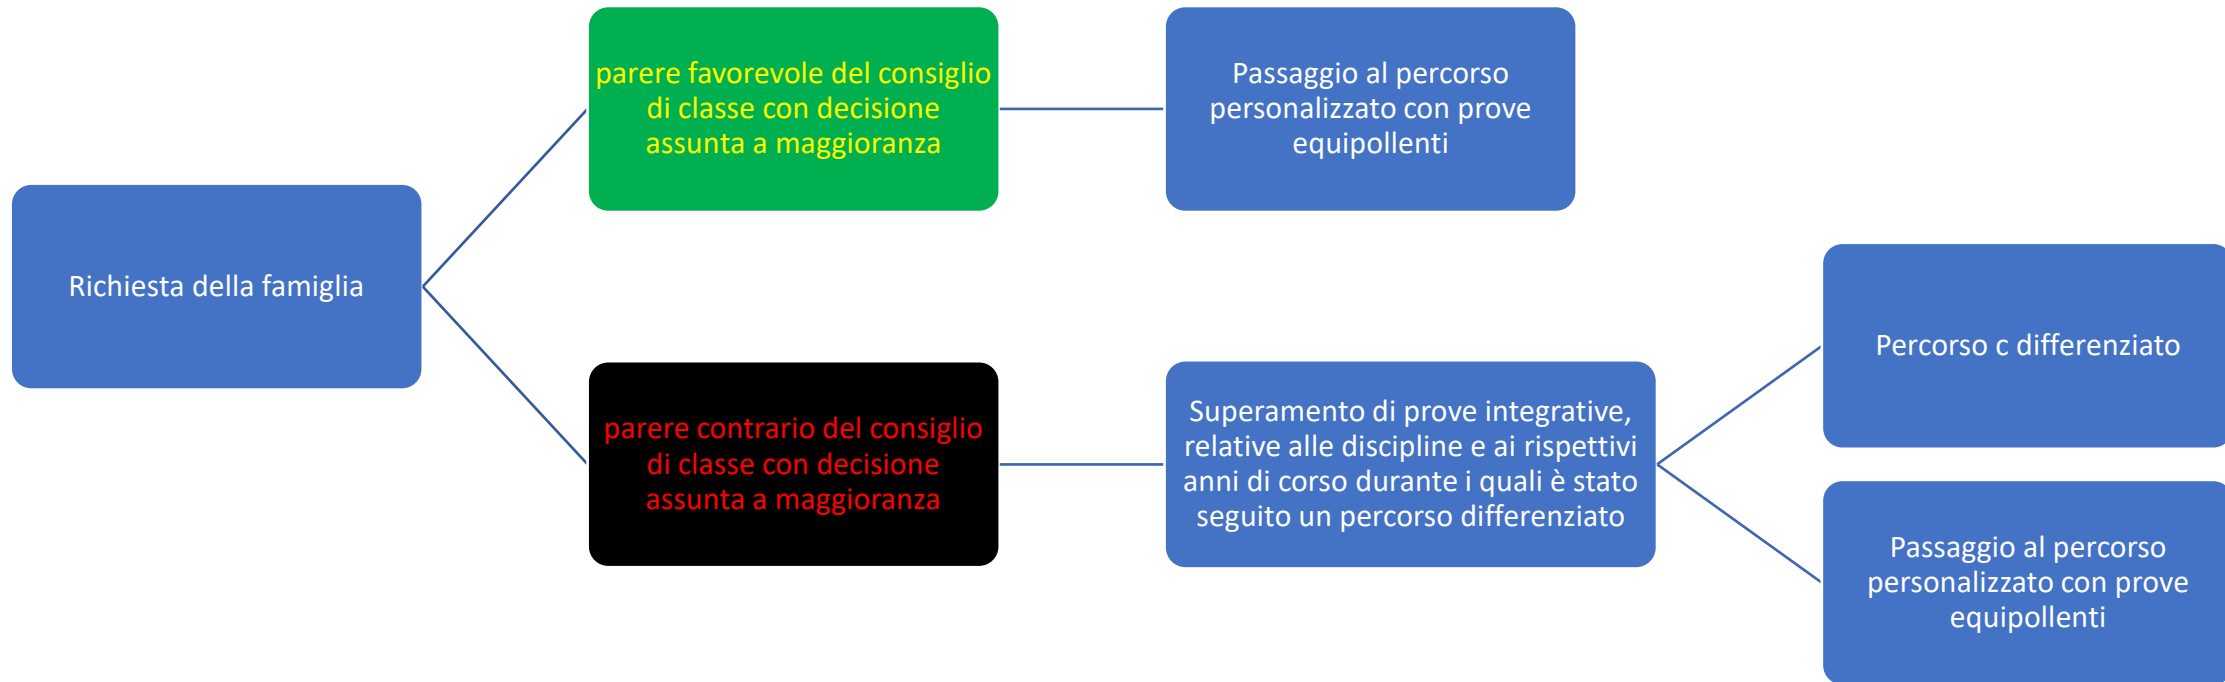 Richiesta della famiglia
parere favorevole del consiglio
di classe con decisione
assunta a maggioranza
Passaggio al percorso
personalizzato con prove
equipollenti
parere contrario del consiglio
di classe con decisione
assunta a maggioranza
Superamento di prove integrative,
relative alle discipline e ai rispettivi
anni di corso durante i quali è stato
seguito un percorso differenziato
Percorso c differenziato
Passaggio al percorso
personalizzato con prove
equipollenti